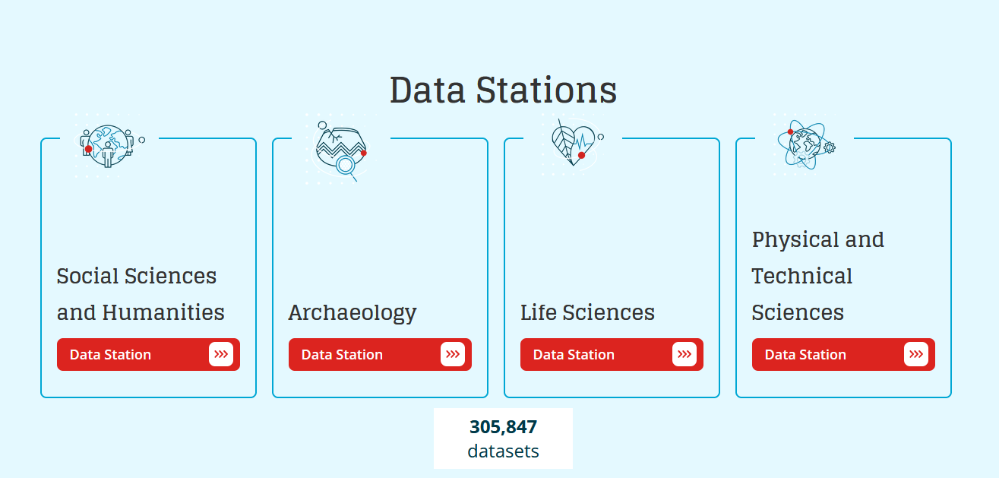 Data Stations
Social Sciences
and Humanities
Data Station
Archaeology
Data Station
Life Sciences
Data Station
Physical and
Technical
Sciences
Data Station
305,847
datasets